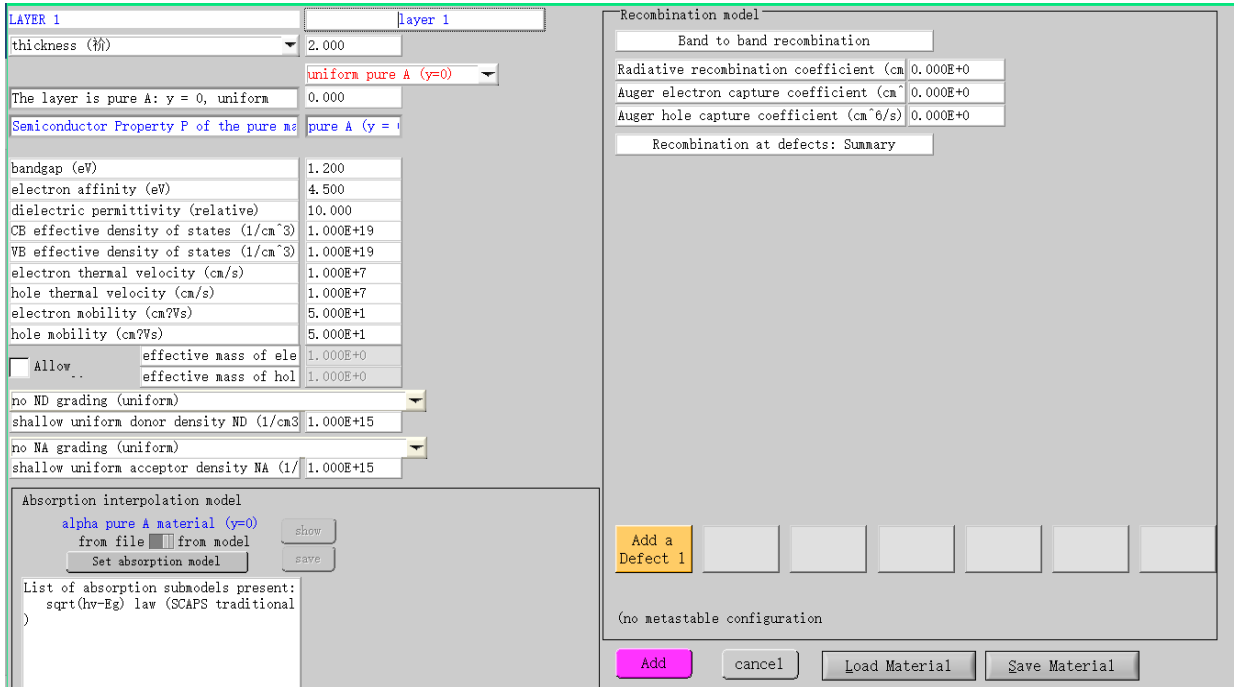 LAYER 1
layer 1
thickness (祄)
2.000
uniform pure A (y=0)
The layer is pure A: y = 0, uniform
0.000
Semiconductor Property P of the pure ma
pure A (y =
bandgap (eV)
1.200
electron affinity (eV)
4.500
dielectric permittivity (relative)
10.000
CB effective density of states (1/cm^3)
1.000E+19
VB effective density of states (1/cm^3)
1.000E+19
electron thermal velocity (cm/s)
1.000E+7
hole thermal velocity (cm/s)
1.000E+7
electron mobility (cm?Vs)
5.000E+1
hole mobility (cm?Vs)
5.000E+1
Allow
effective mass of ele
1.000E+0
effective mass of hol
1.000E+0
no ND grading (uniform)
shallow uniform donor density ND (1/cm3
1.000E+15
no NA grading (uniform)
shallow uniform acceptor density NA (1/
1.000E+15
Absorption interpolation model
alpha pure A material (y=0)
from file
from model
show
Set absorption model
save
List of absorption submodels present:
sqrt(hv-Eg) law (SCAPS traditional
)
Recombination model
Band to band recombination
Radiative recombination coefficient (cm
0.000E+0
Auger electron capture coefficient (cm^
0.000E+0
Auger hole capture coefficient (cm^6/s)
0.000E+0
Recombination at defects: Summary
Add a
Defect 1
(no metastable configuration
Add
cancel
Load Material
Save Material